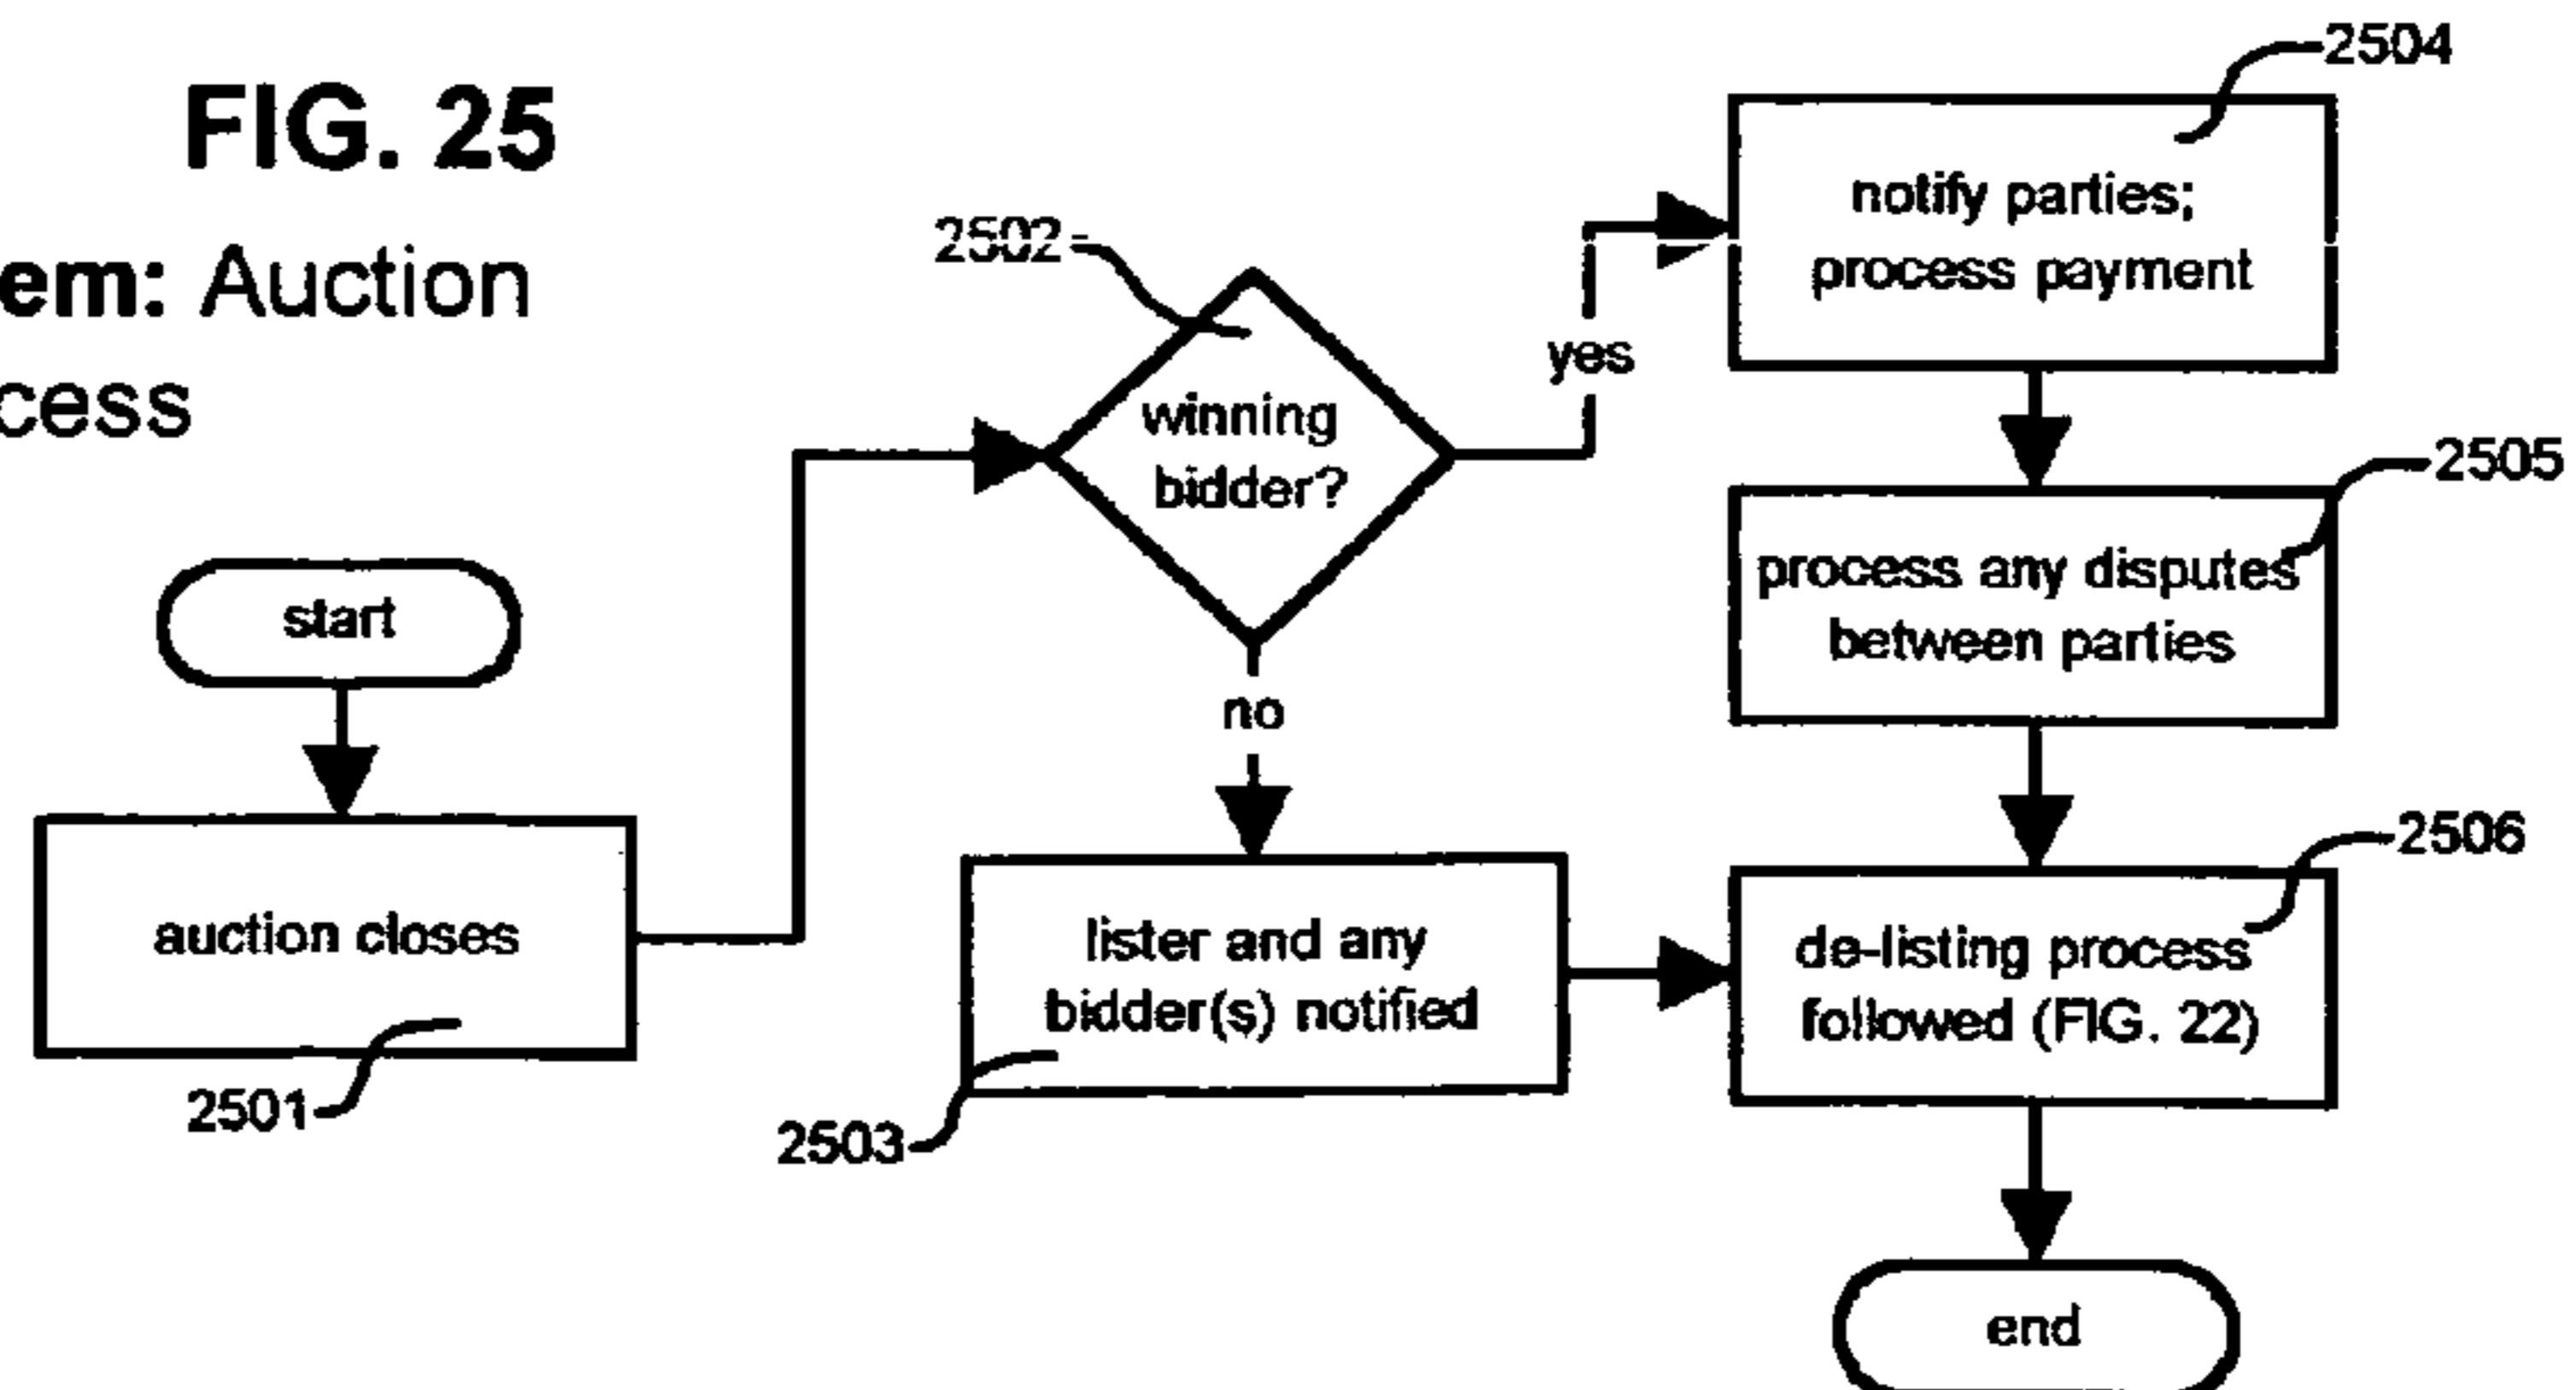 FIG. 25
em: Auction
cess
start
auction closes
2501
2502
winning
bidder?
yes
no
lister and any
bidder(s) notified
2503
2504
notify parties;
process payment
2505
process any disputes
between parties
2506
de-listing process
followed (FIG. 22)
end